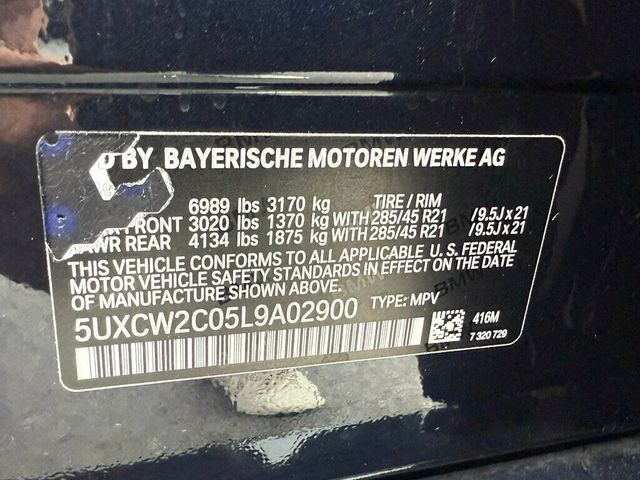 BY BAYERISCHE MOTOREN WERKE AG
6989 lbs 3170 kg TIRE / RIM
FRONT 3020 lbs 1370 kg WITH 285/45 R21 /9.5J x 21
REAR 4134 lbs 1875 kg WITH 285/45 R21 /9.5J x 21
THIS VEHICLE CONFORMS TO ALL APPLICABLE U. S. FEDERAL
MOTOR VEHICLE SAFETY STANDARDS IN EFFECT ON THE
DATE OF MANUFACTURE SHOWN ABOVE.
5UXCW2C05L9A02900 TYPE: MPV
416M
7 320 729